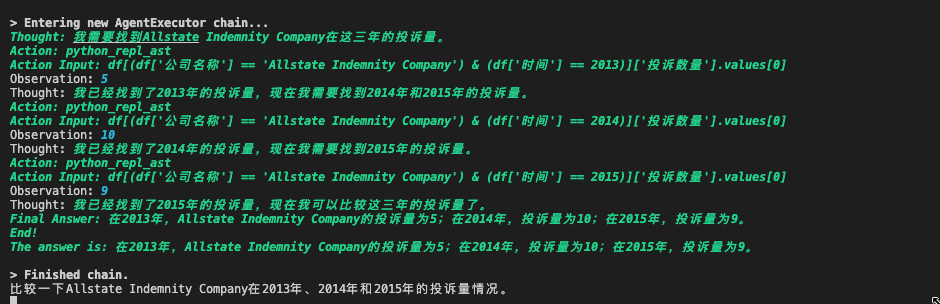 > Entering new AgentExecutor chain...
Thought: 我需要找到Allstate Indemnity Company在这三年的投诉量。
Action: python_repl_ast
Action Input: df[(df['公司名称'] == 'Allstate Indemnity Company') & (df['时间'] == 2013)]['投诉数量'].values[0]
Observation: 5
Thought: 我已经找到了2013年的投诉量, 现在我需要找到2014年和2015年的投诉量。
Action: python_repl_ast
Action Input: df[(df['公司名称'] == 'Allstate Indemnity Company') & (df['时间'] == 2014)]['投诉数量'].values[0]
Observation: 10
Thought: 我已经找到了2014年的投诉量, 现在我需要找到2015年的投诉量。
Action: python_repl_ast
Action Input: df[(df['公司名称'] == 'Allstate Indemnity Company') & (df['时间'] == 2015)]['投诉数量'].values[0]
Observation: 9
Thought: 我已经找到了2015年的投诉量, 现在我可以比较这三年的投诉量了。
Final Answer: 在2013年, Allstate Indemnity Company的投诉量为5; 在2014年, 投诉量为10; 在2015年, 投诉量为9。
End!
The answer is: 在2013年, Allstate Indemnity Company的投诉量为5; 在2014年, 投诉量为10; 在2015年, 投诉量为9。
> Finished chain.
比较一下Allstate Indemnity Company在2013年、2014年和2015年的投诉量情况。